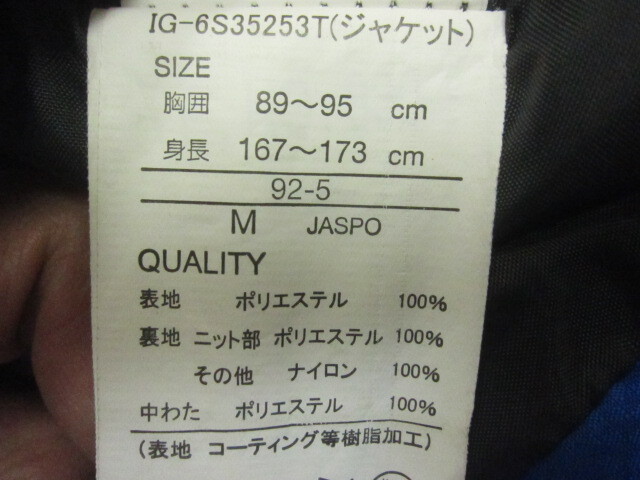 IG-6S35253T(ジャケット)
SIZE
胸囲 89〜95 cm
身長 167〜173 cm
92-5
M JASPO
QUALITY
表地 ポリエステル 100%
裏地 ニット部 ポリエステル 100%
その他 ナイロン 100%
中わた ポリエステル 100%
(表地 コーティング等樹脂加工)